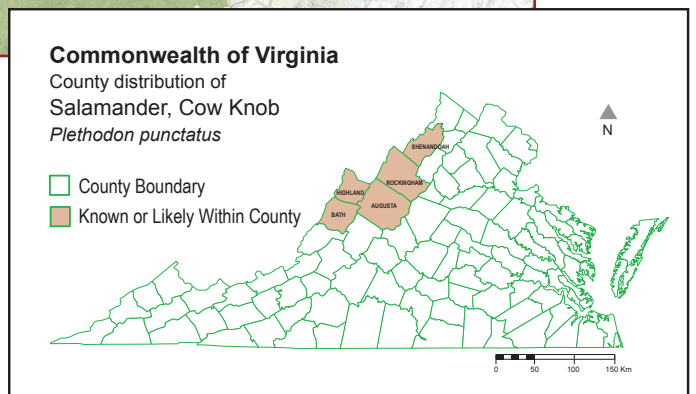 Commonwealth of Virginia
County distribution of
Salamander, Cow Knob
Plethodon punctatus
County Boundary
Known or Likely Within County
N
SHENANDOAH
ROCKINGHAM
HIGHLAND
AUGUSTA
BATH
0 50 100 150 Km